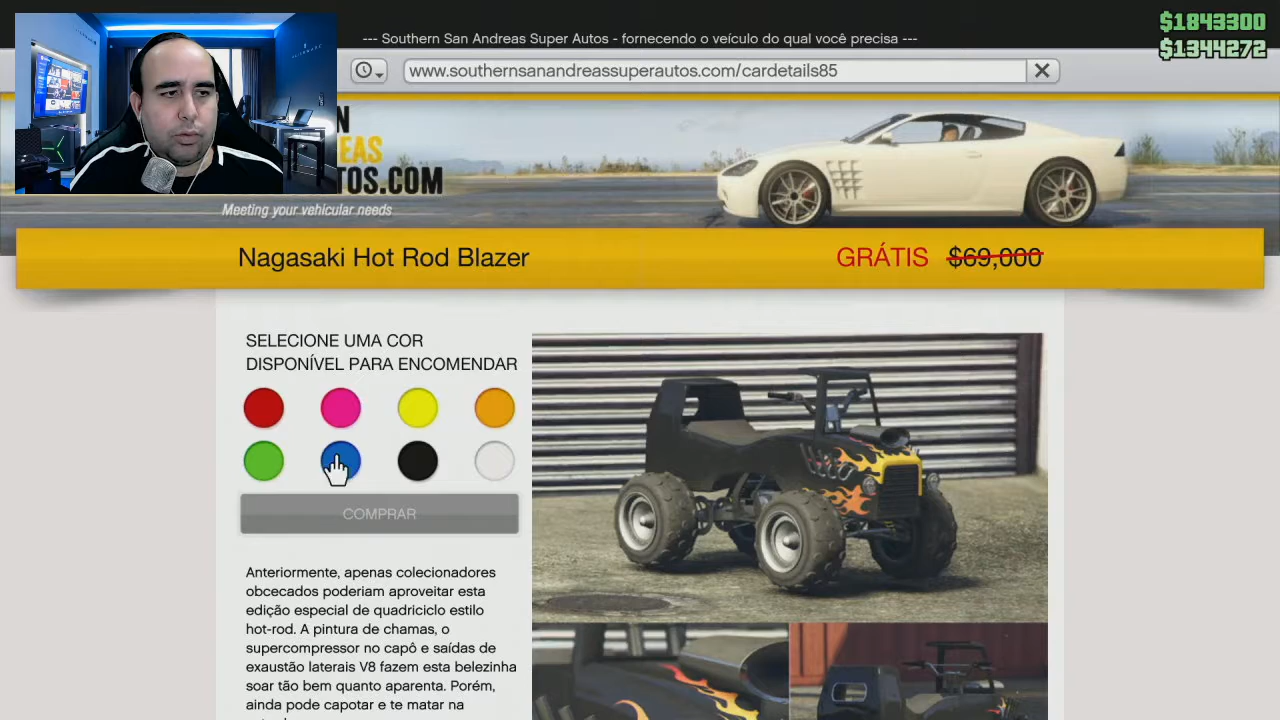 --- Southern San Andreas Super Autos - fornecendo o veículo do qual você precisa ---
$1843300
$1344272
www.southernsanandreassuperautos.com/cardetails85
N
EAS
TOS.COM
Meeting your vehicular needs
Nagasaki Hot Rod Blazer
GRÁTIS $69,000
SELECIONE UMA COR
DISPONÍVEL PARA ENCOMENDAR
COMPRAR
Anteriormente, apenas colecionadores
obcecados poderiam aproveitar esta
edição especial de quadriciclo estilo
hot-rod. A pintura de chamas, o
supercompressor no capô e saídas de
exaustão laterais V8 fazem esta belezinha
soar tão bem quanto aparenta. Porém,
ainda pode capotar e te matar na